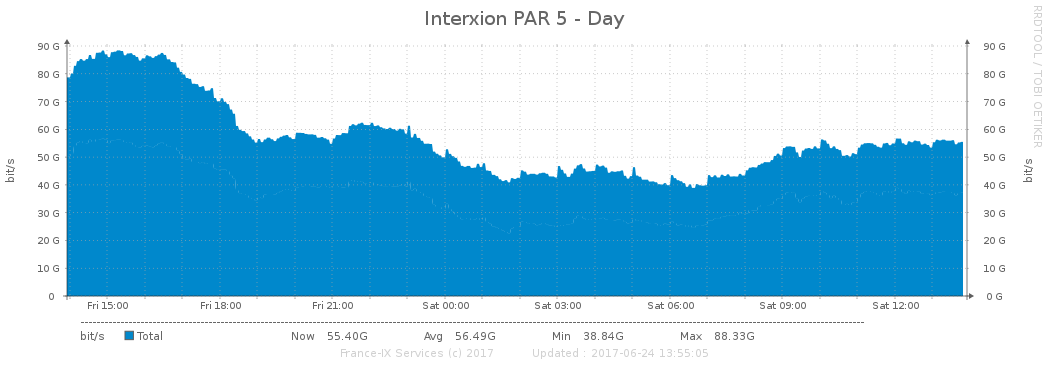 Interxion PAR 5 - Day
RRDTOOL / TOBI OETIKER
90 G 90 G
80 G 80 G
70 G 70 G
60 G 60 G
50 G 50 G
40 G 40 G
30 G 30 G
20 G 20 G
10 G 10 G
0 0 G
bit/s bit/s
Fri 15:00 Fri 18:00 Fri 21:00 Sat 00:00 Sat 03:00 Sat 06:00 Sat 09:00 Sat 12:00
bit/s Total Now 55.40G Avg 56.49G Min 38.84G Max 88.33G
France-IX Services (c) 2017 Updated : 2017-06-24 13:55:05